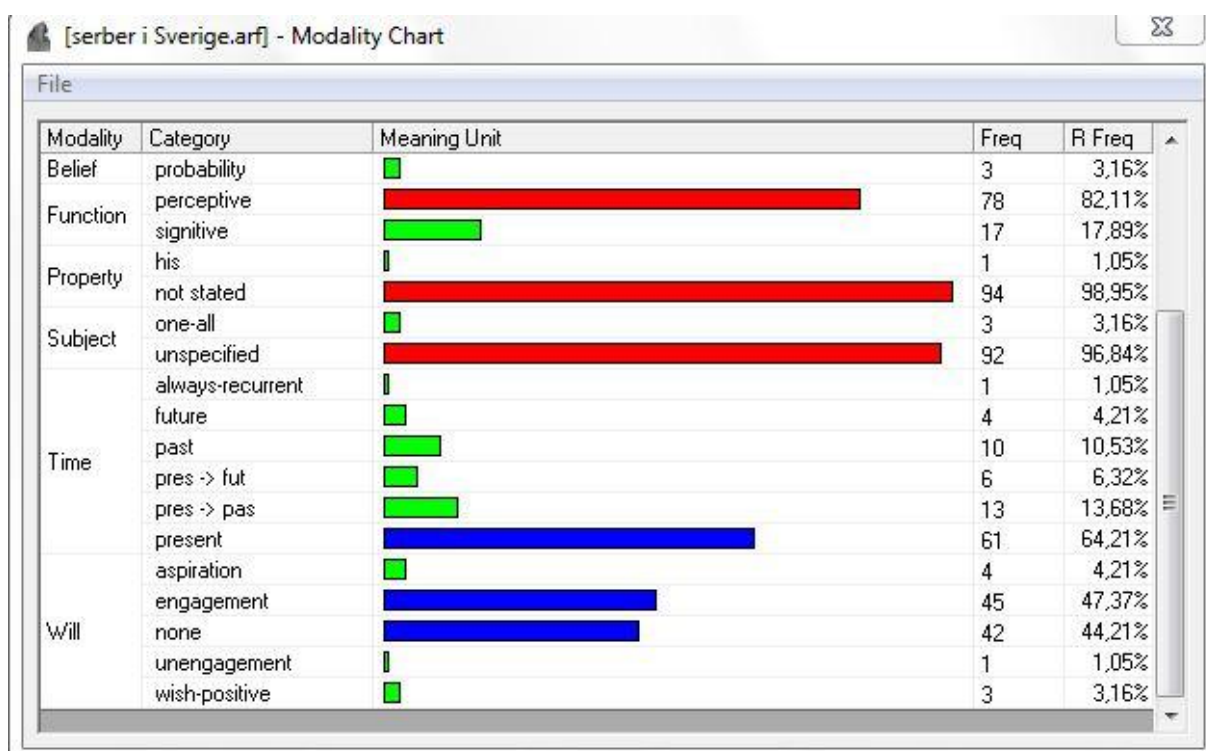 [serber i Sverige.arf] - Modality Chart
File
Modality Category Meaning Unit Freq R Freq
Belief probability 3 3,16%
Function perceptive 78 82,11%
signitive 17 17,89%
Property his 1 1,05%
not stated 94 98,95%
Subject one-all 3 3,16%
unspecified 92 96,84%
Time always-recurrent 1 1,05%
future 4 4,21%
past 10 10,53%
pres -> fut 6 6,32%
pres -> pas 13 13,68%
present 61 64,21%
Will aspiration 4 4,21%
engagement 45 47,37%
none 42 44,21%
unengagement 1 1,05%
wish-positive 3 3,16%